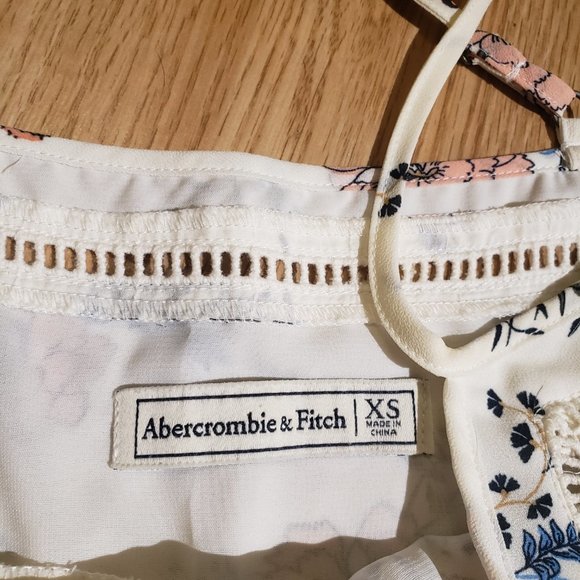 Abercrombie & Fitch
XS
MADE IN
CHINA